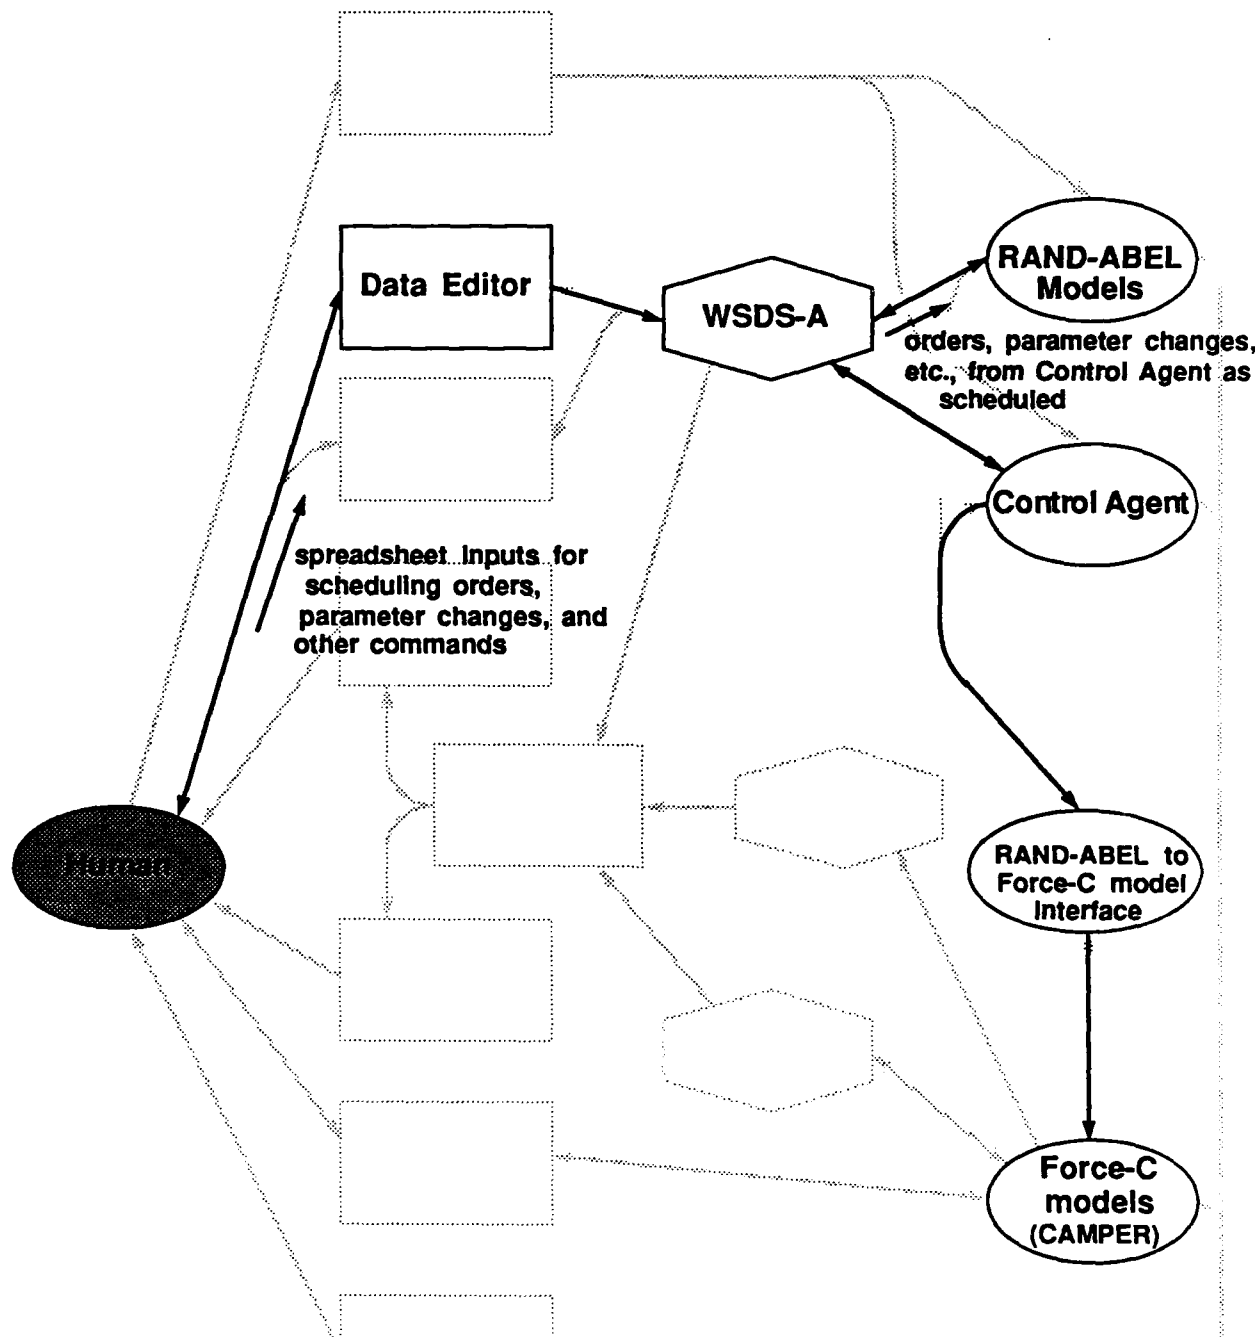 Data Editor
WSDS-A
RAND-ABEL
Models
orders, parameter changes,
etc., from Control Agent as
scheduled
Control Agent
spreadsheet inputs for
scheduling orders,
parameter changes, and
other commands
Human
RAND-ABEL to
Force-C model
Interface
Force-C
models
(CAMPER)